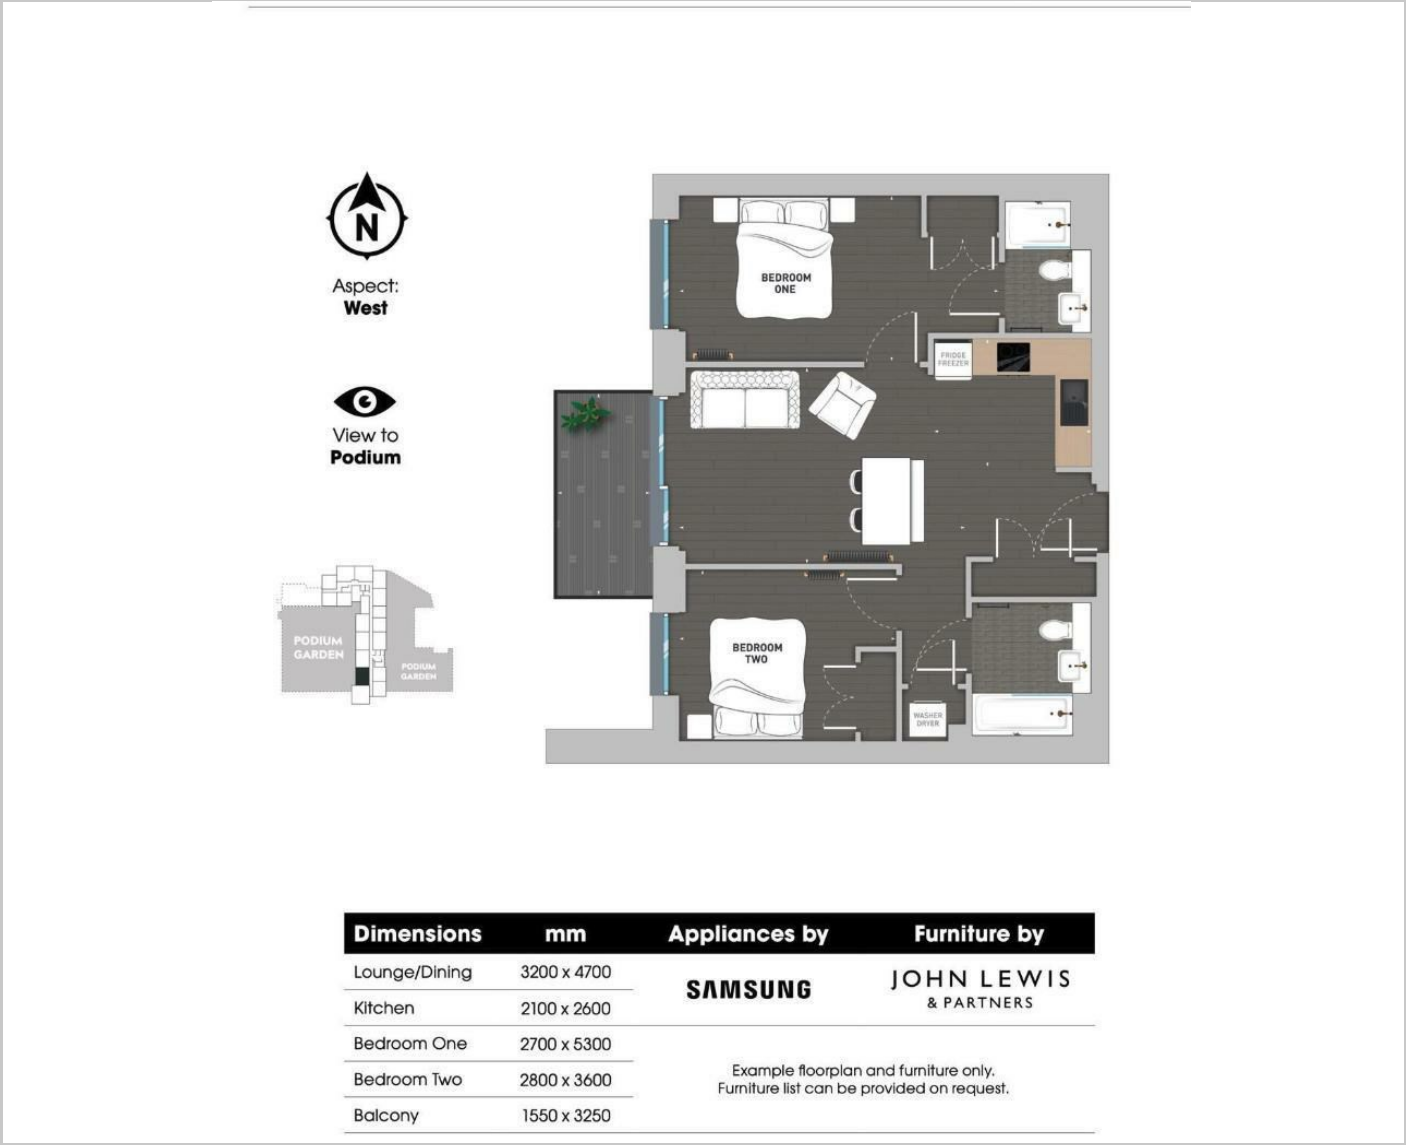 N
Aspect:
West
View to
Podium
PODIUM
GARDEN
PODIUM
GARDEN
BEDROOM
ONE
FRIDGE
FREEZER
BEDROOM
TWO
WASHER
DRYER
Dimensions mm Appliances by Furniture by
Lounge/Dining 3200 x 4700
Kitchen 2100 x 2600
Bedroom One 2700 x 5300
Bedroom Two 2800 x 3600
Balcony 1550 x 3250
SAMSUNG
JOHN LEWIS
& PARTNERS
Example floorplan and furniture only.
Furniture list can be provided on request.